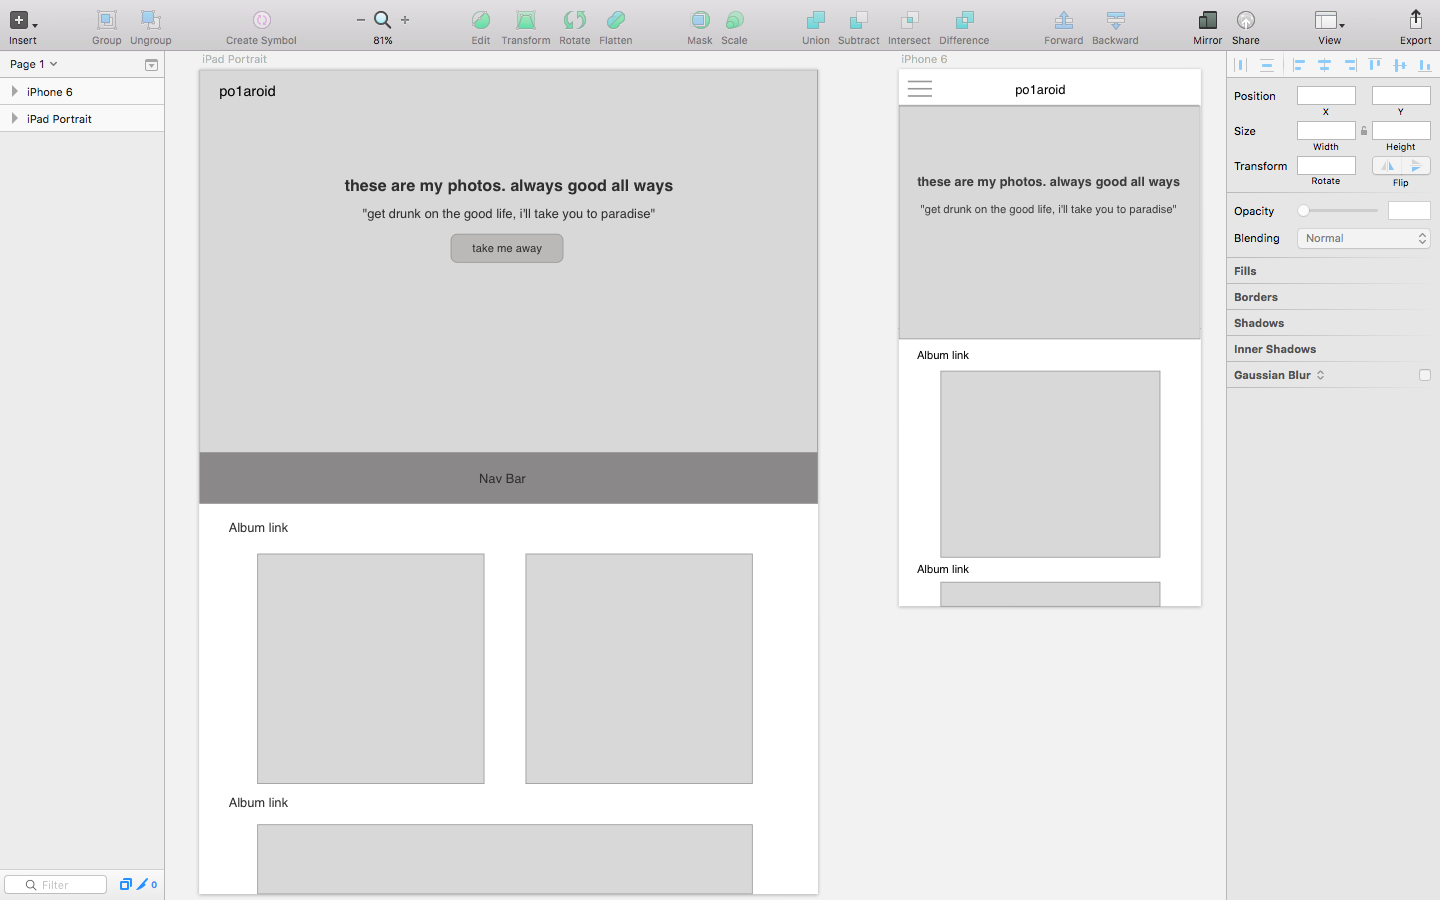 Insert
Group
Ungroup
Create Symbol
81%
Edit
Transform
Rotate
Flatten
Mask
Scale
Union
Subtract
Intersect
Difference
Forward
Backward
Mirror
Share
View
Export
Page 1
iPhone 6
iPad Portrait
Filter
0
iPad Portrait
po1aroid
these are my photos. always good all ways
"get drunk on the good life, i'll take you to paradise"
take me away
Nav Bar
Album link
Album link
iPhone 6
po1aroid
these are my photos. always good all ways
"get drunk on the good life, i'll take you to paradise"
Album link
Album link
Position
X
Y
Size
Width
Height
Transform
Rotate
Flip
Opacity
Blending
Normal
Fills
Borders
Shadows
Inner Shadows
Gaussian Blur